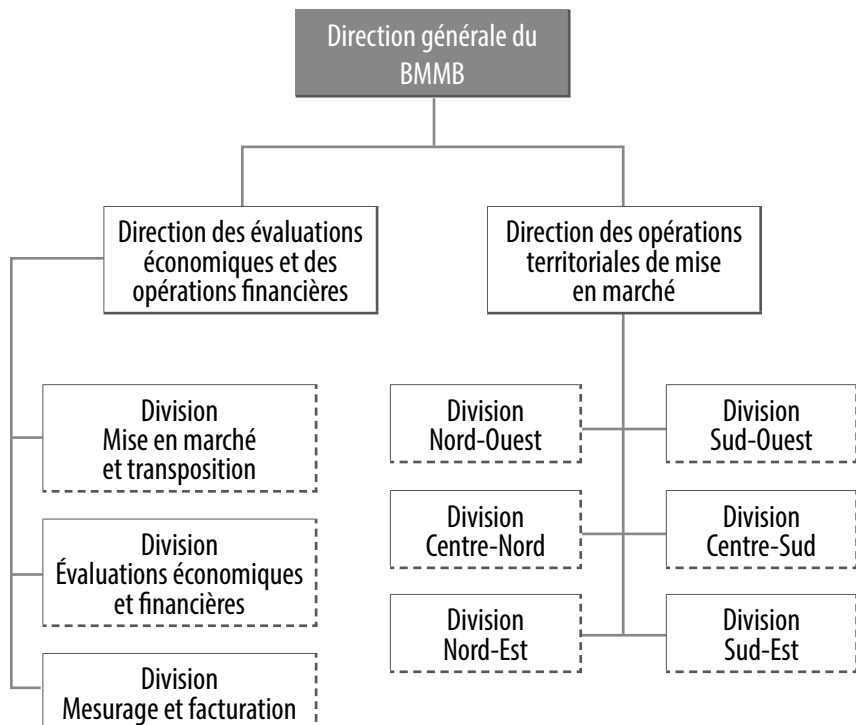 Direction générale du
BMMB
Direction des évaluations
économiques et des
opérations financières
Direction des opérations
territoriales de mise
en marché
Division
Mise en marché
et transposition
Division
Évaluations économiques
et financières
Division
Mesurage et facturation
Division
Nord-Ouest
Division
Sud-Ouest
Division
Centre-Nord
Division
Centre-Sud
Division
Nord-Est
Division
Sud-Est